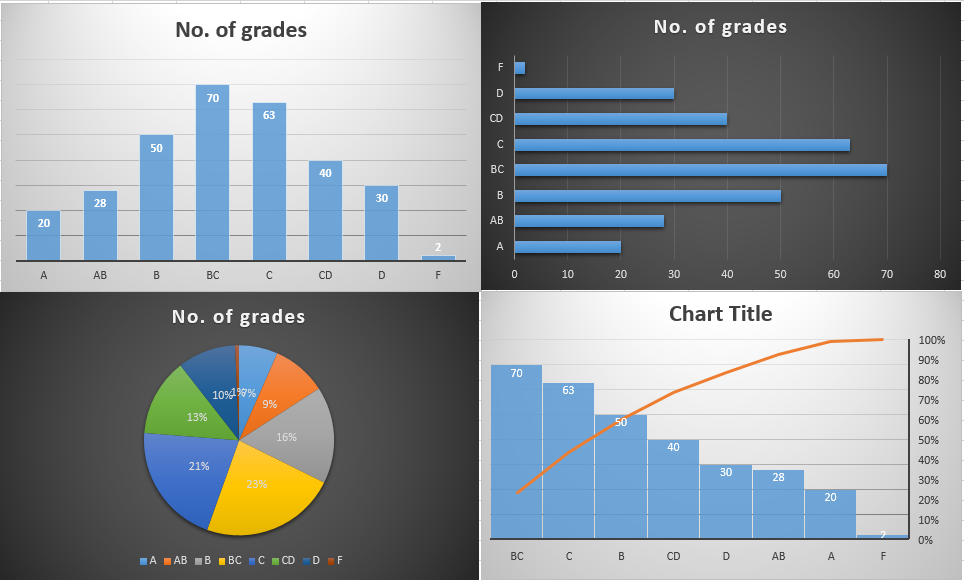 No. of grades
70
63
50
40
30
28
20
2
A AB B BC C CD D F
No. of grades
F
D
CD
C
BC
B
AB
A
0 10 20 30 40 50 60 70 80
No. of grades
1% 7%
10%
9%
13%
16%
21%
23%
A AB B BC C CD D F
Chart Title
100%
90%
80%
70%
60%
50%
40%
30%
20%
10%
0%
70
63
50
40
30
28
20
2
BC C B CD D AB A F